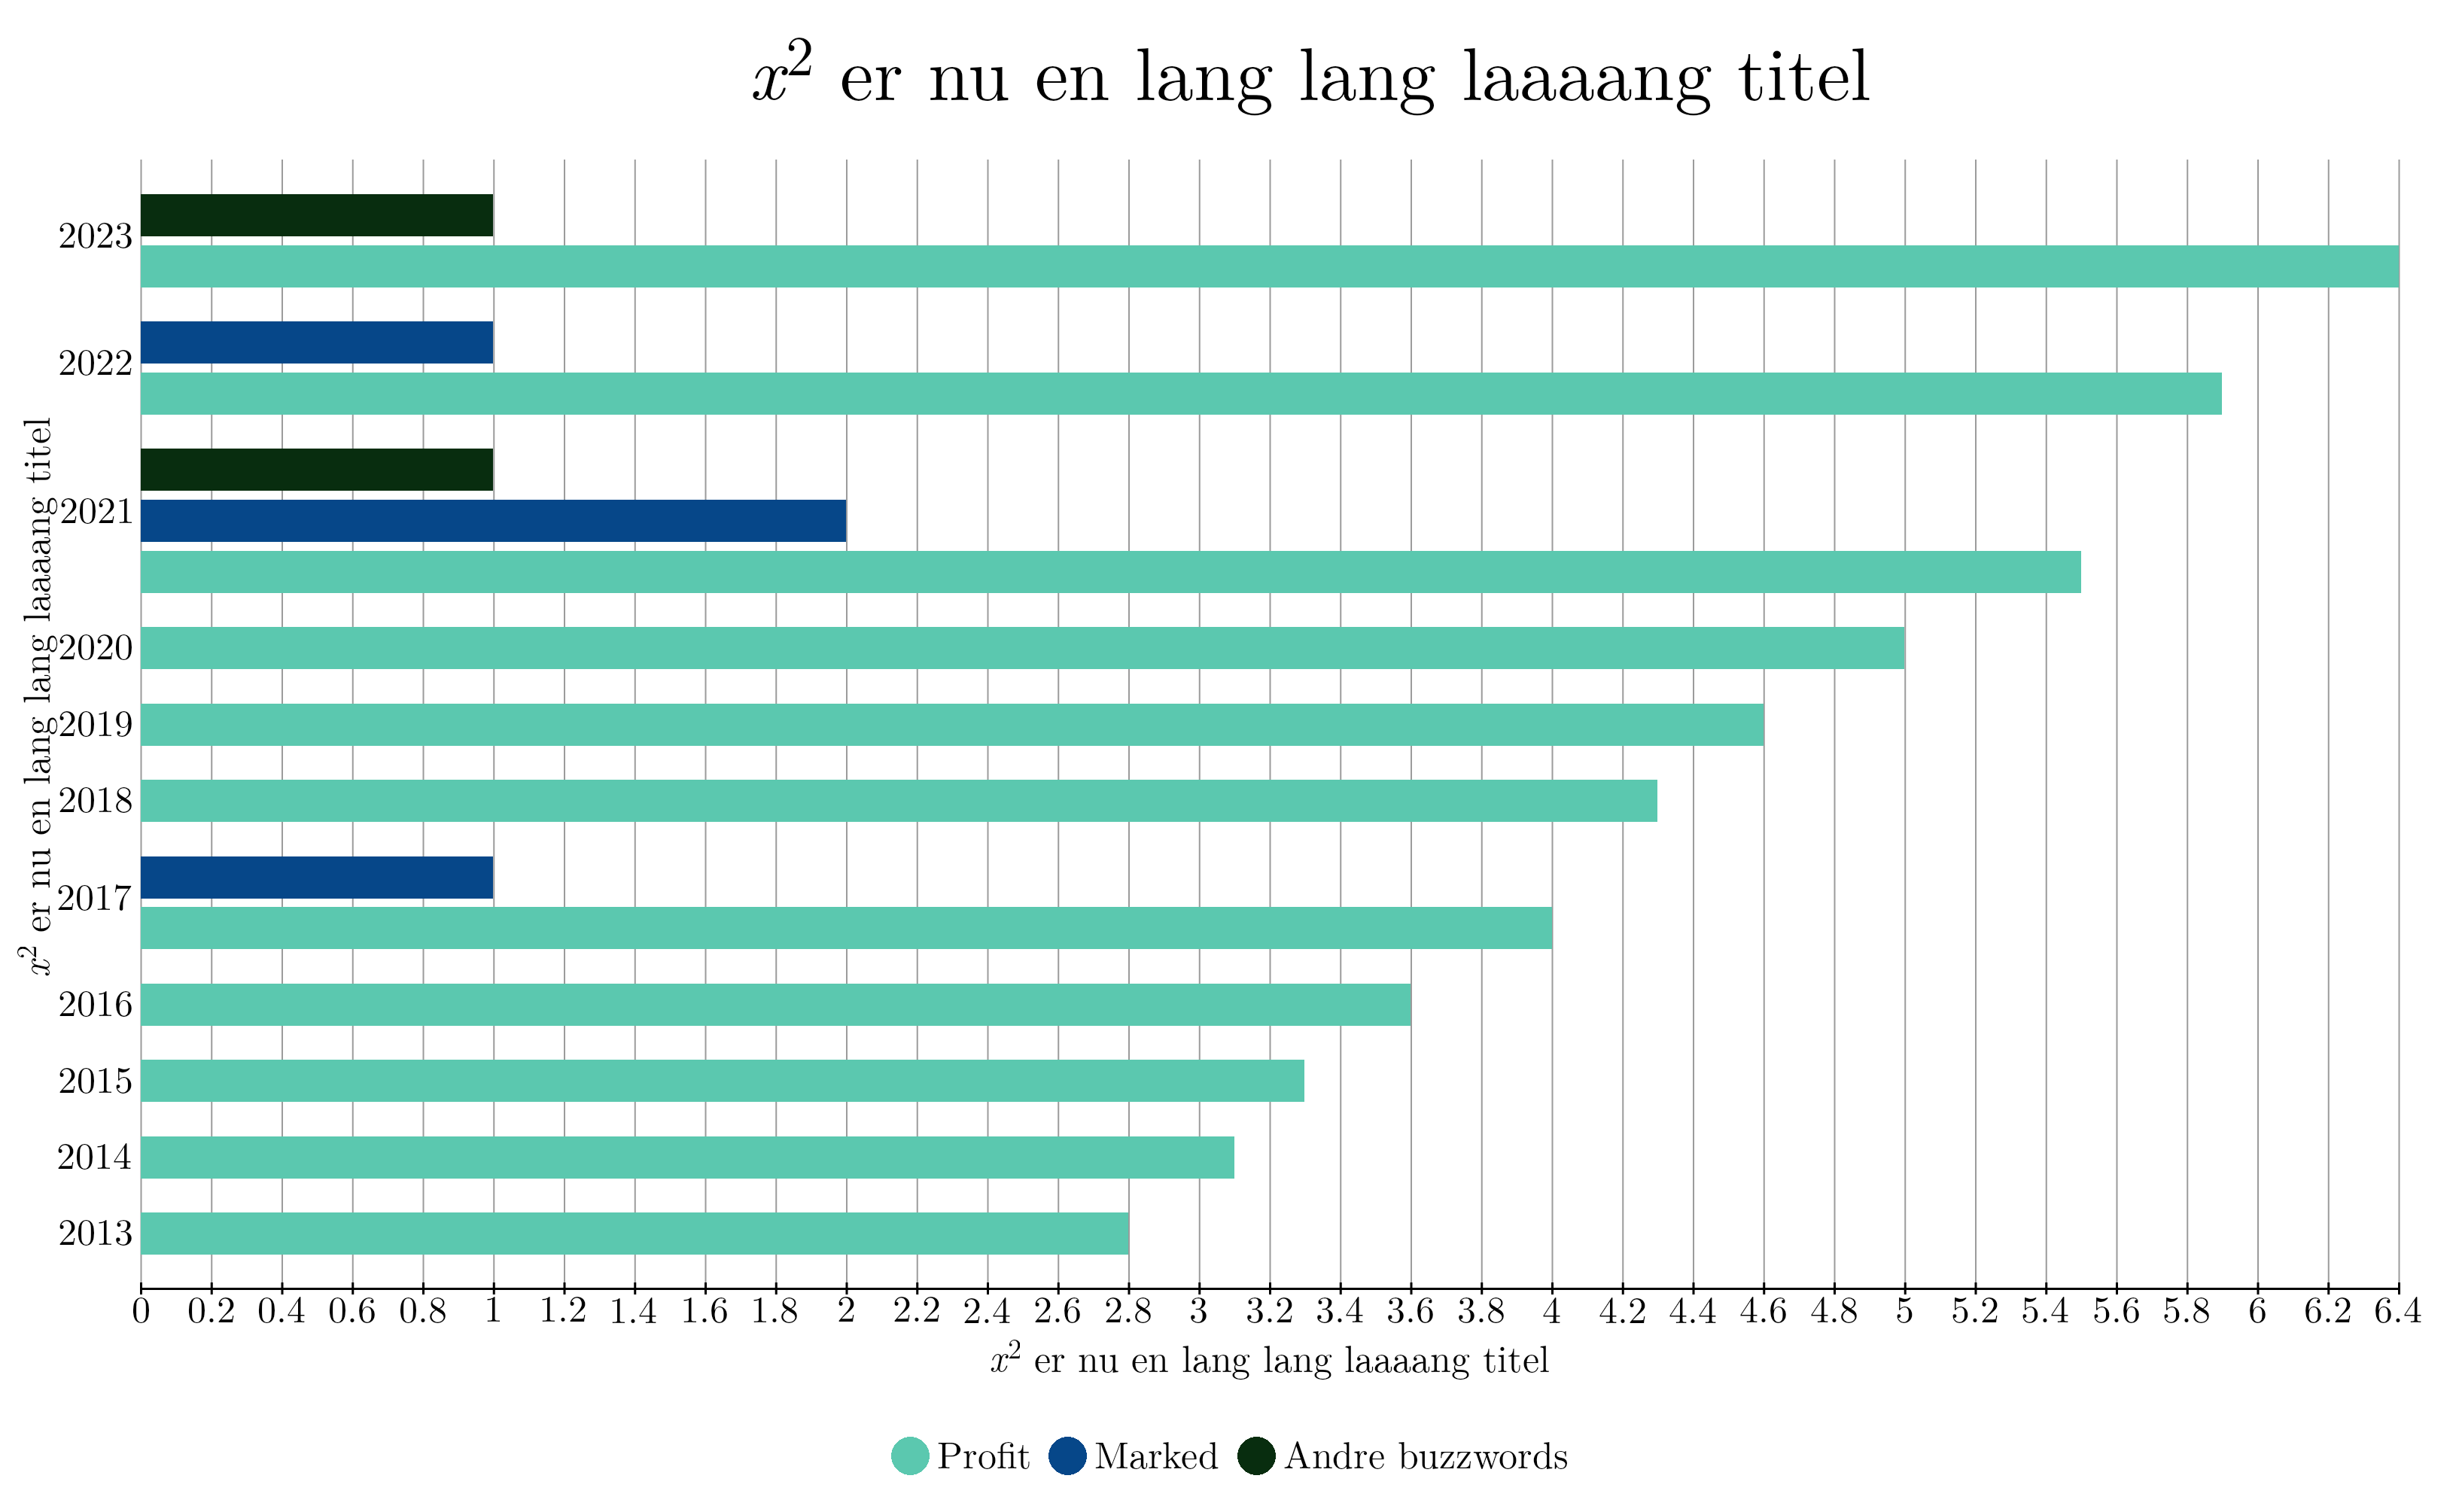 x² er nu en lang lang laaaang titel
x² er nu en lang lang laaaang titel
2023
2022
2021
2020
2019
2018
2017
2016
2015
2014
2013
0 0.2 0.4 0.6 0.8 1 1.2 1.4 1.6 1.8 2 2.2 2.4 2.6 2.8 3 3.2 3.4 3.6 3.8 4 4.2 4.6 4.8 5 5.2 5.4 5.6 5.8 6 6.2 6.4
x² er nu en lang lang laaaang titel
Profit Marked Andre buzzwords